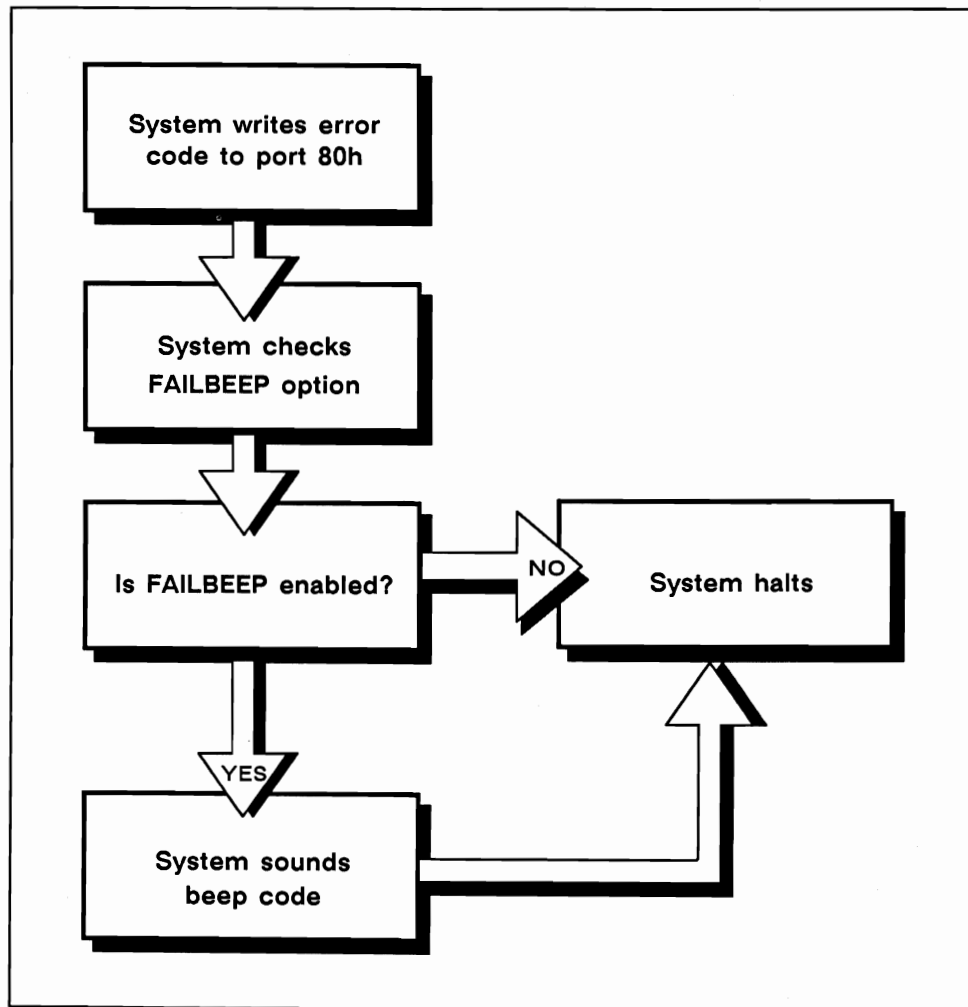 System writes error
code to port 80h
System checks
FAILBEEP option
Is FAILBEEP enabled?
NO
System halts
YES
System sounds
beep code